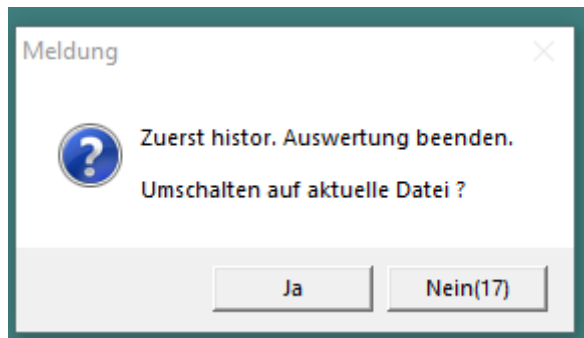 Meldung
Zuerst histor. Auswertung beenden.
Umschalten auf aktuelle Datei ?
Ja
Nein(17)